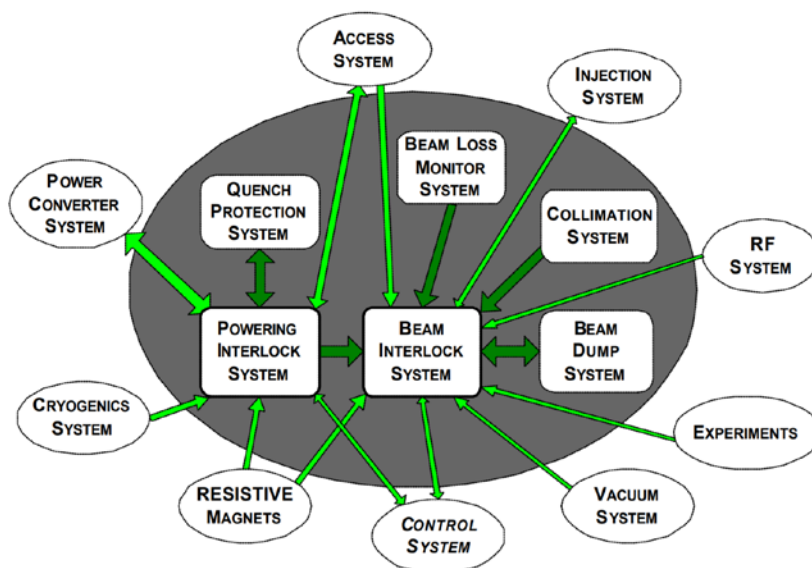 ACCESS
SYSTEM
INJECTION
SYSTEM
BEAM LOSS
MONITOR
SYSTEM
POWER
CONVERTER
SYSTEM
QUENCH
PROTECTION
SYSTEM
COLLIMATION
SYSTEM
RF
SYSTEM
POWERING
INTERLOCK
SYSTEM
BEAM
INTERLOCK
SYSTEM
BEAM
DUMP
SYSTEM
CRYOGENICS
SYSTEM
EXPERIMENTS
RESISTIVE
MAGNETS
CONTROL
SYSTEM
VACUUM
SYSTEM